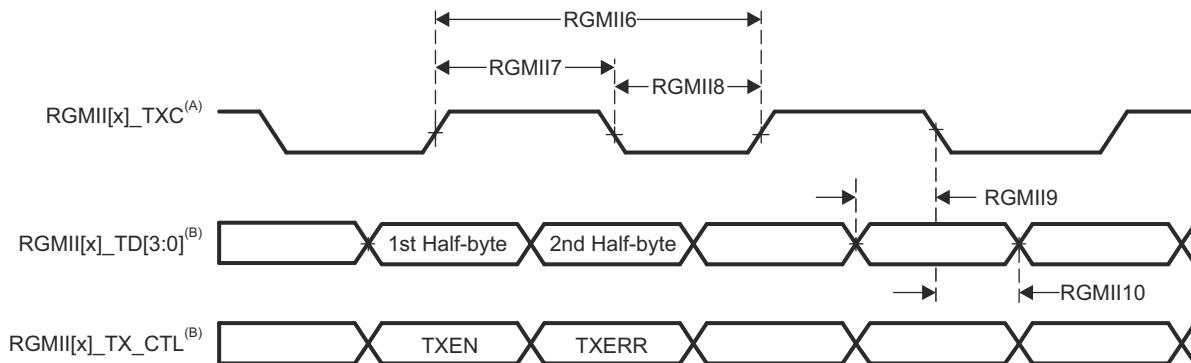 RGMII6
RGMII7
RGMII8
RGMII[x]_TXC(A)
RGMII9
RGMII[x]_TD[3:0](B)
1st Half-byte
2nd Half-byte
RGMII10
RGMII[x]_TX_CTL(B)
TXEN
TXERR